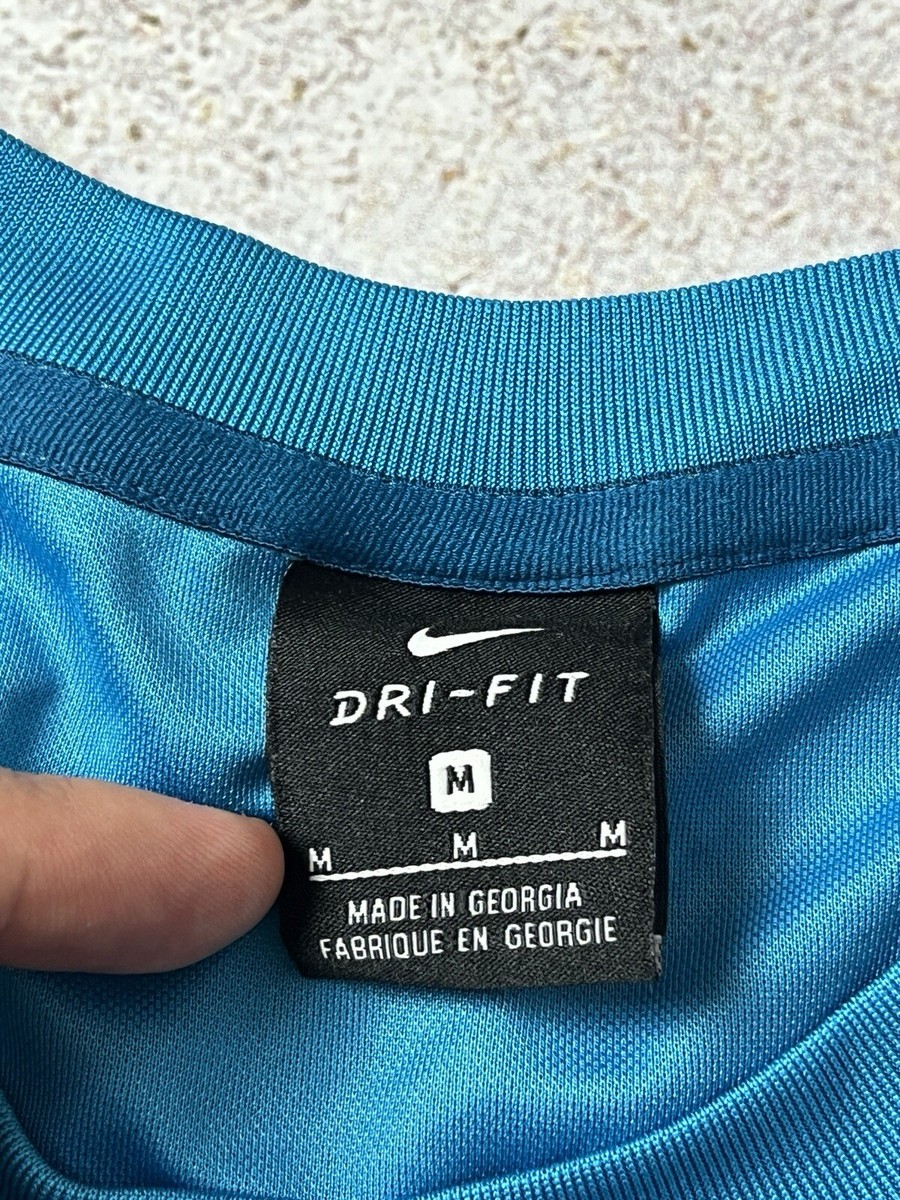 DRI-FIT
M
M M M
MADE IN GEORGIA
FABRIQUE EN GEORGIE